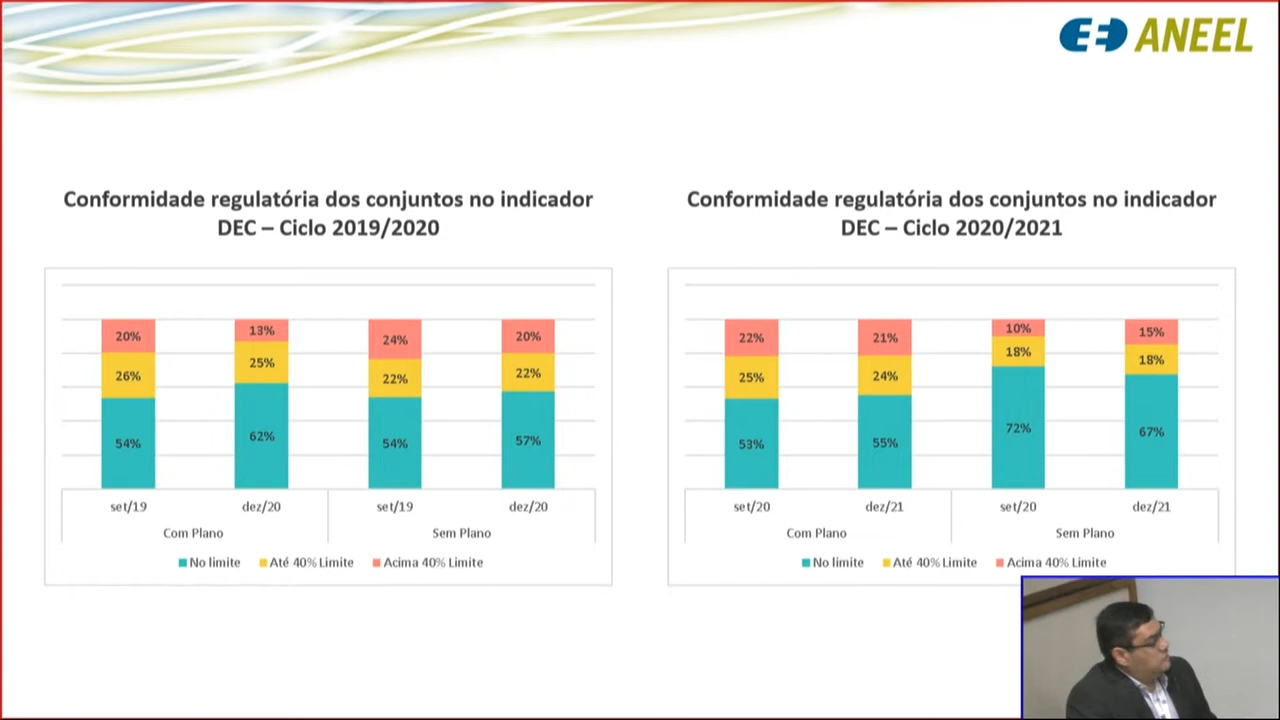 ANEEL
Conformidade regulatória dos conjuntos no indicador
DEC – Ciclo 2019/2020
20%
13%
24%
20%
26%
25%
22%
22%
54%
62%
54%
57%
set/19
dez/20
set/19
dez/20
Com Plano
Sem Plano
No limite
Até 40% Limite
Acima 40% Limite
Conformidade regulatória dos conjuntos no indicador
DEC – Ciclo 2020/2021
22%
21%
10%
15%
25%
24%
18%
18%
53%
55%
72%
67%
set/20
dez/21
set/20
dez/21
Com Plano
Sem Plano
No limite
Até 40% Limite
Acima 40% Limite